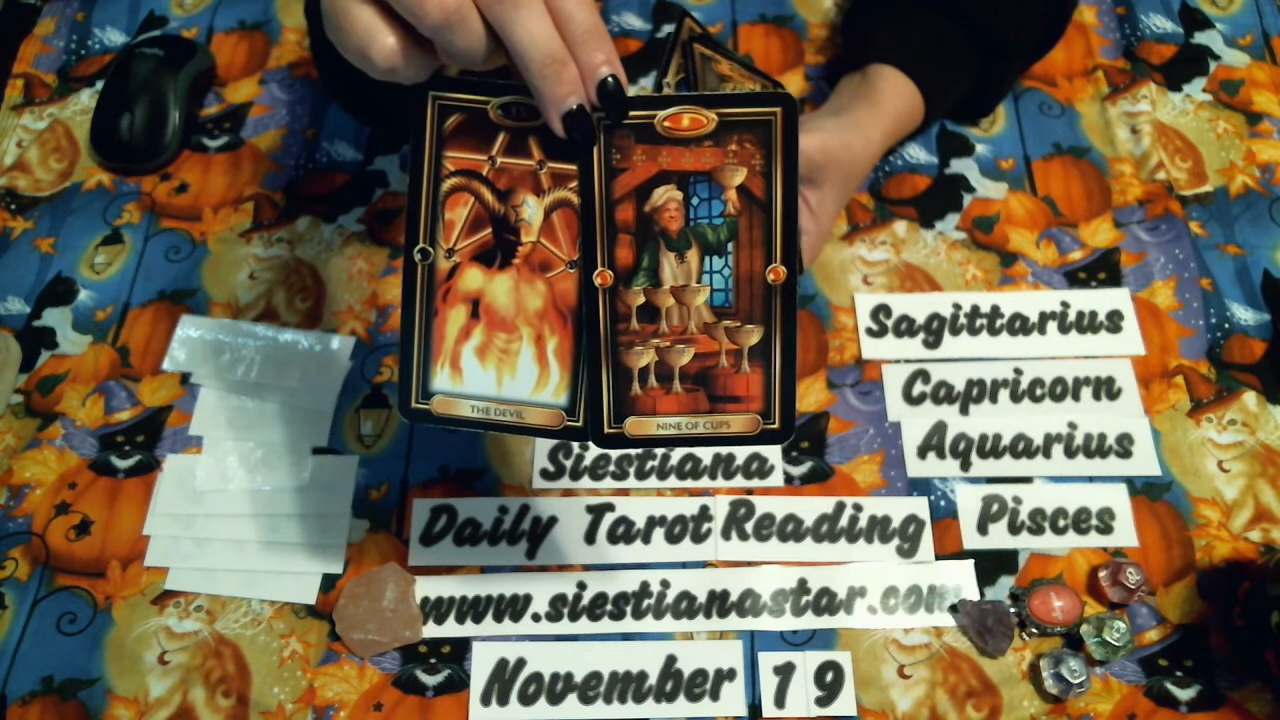 THE DEVIL
NINE OF CUPS
Sagittarius
Capricorn
Aquarius
Pisces
Siestiana
Daily Tarot Reading
www.siestianastar.com
November 19